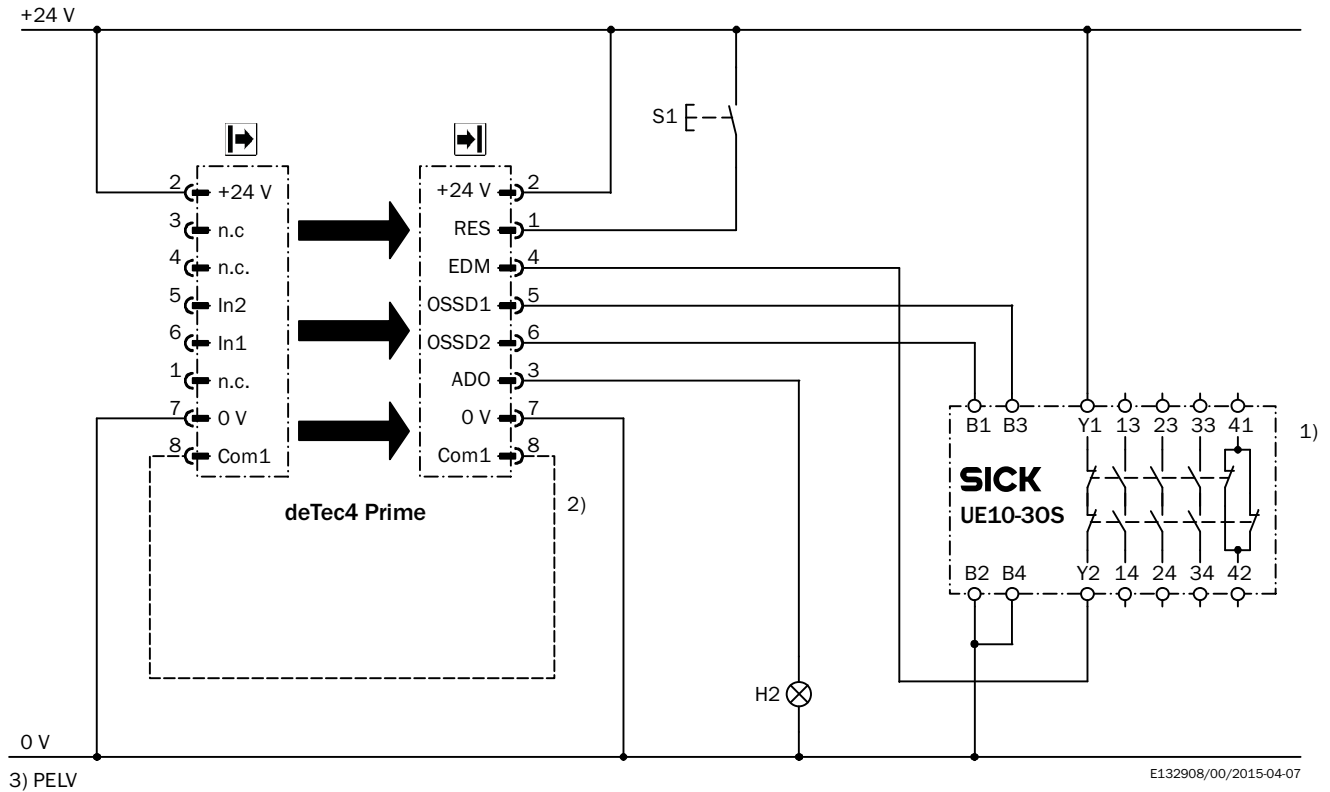 +24 V
S1
2 +24 V
3 n.c
4 n.c.
5 In2
6 In1
1 n.c.
7 0 V
8 Com1
+24 V 2
RES 1
EDM 4
OSSD1 5
OSSD2 6
ADO 3
0 V 7
Com1 8
deTec4 Prime
2)
B1 B3 Y1 13 23 33 41
1)
SICK
UE10-30S
B2 B4 Y2 14 24 34 42
H2
0 V
3) PELV
E132908/00/2015-04-07